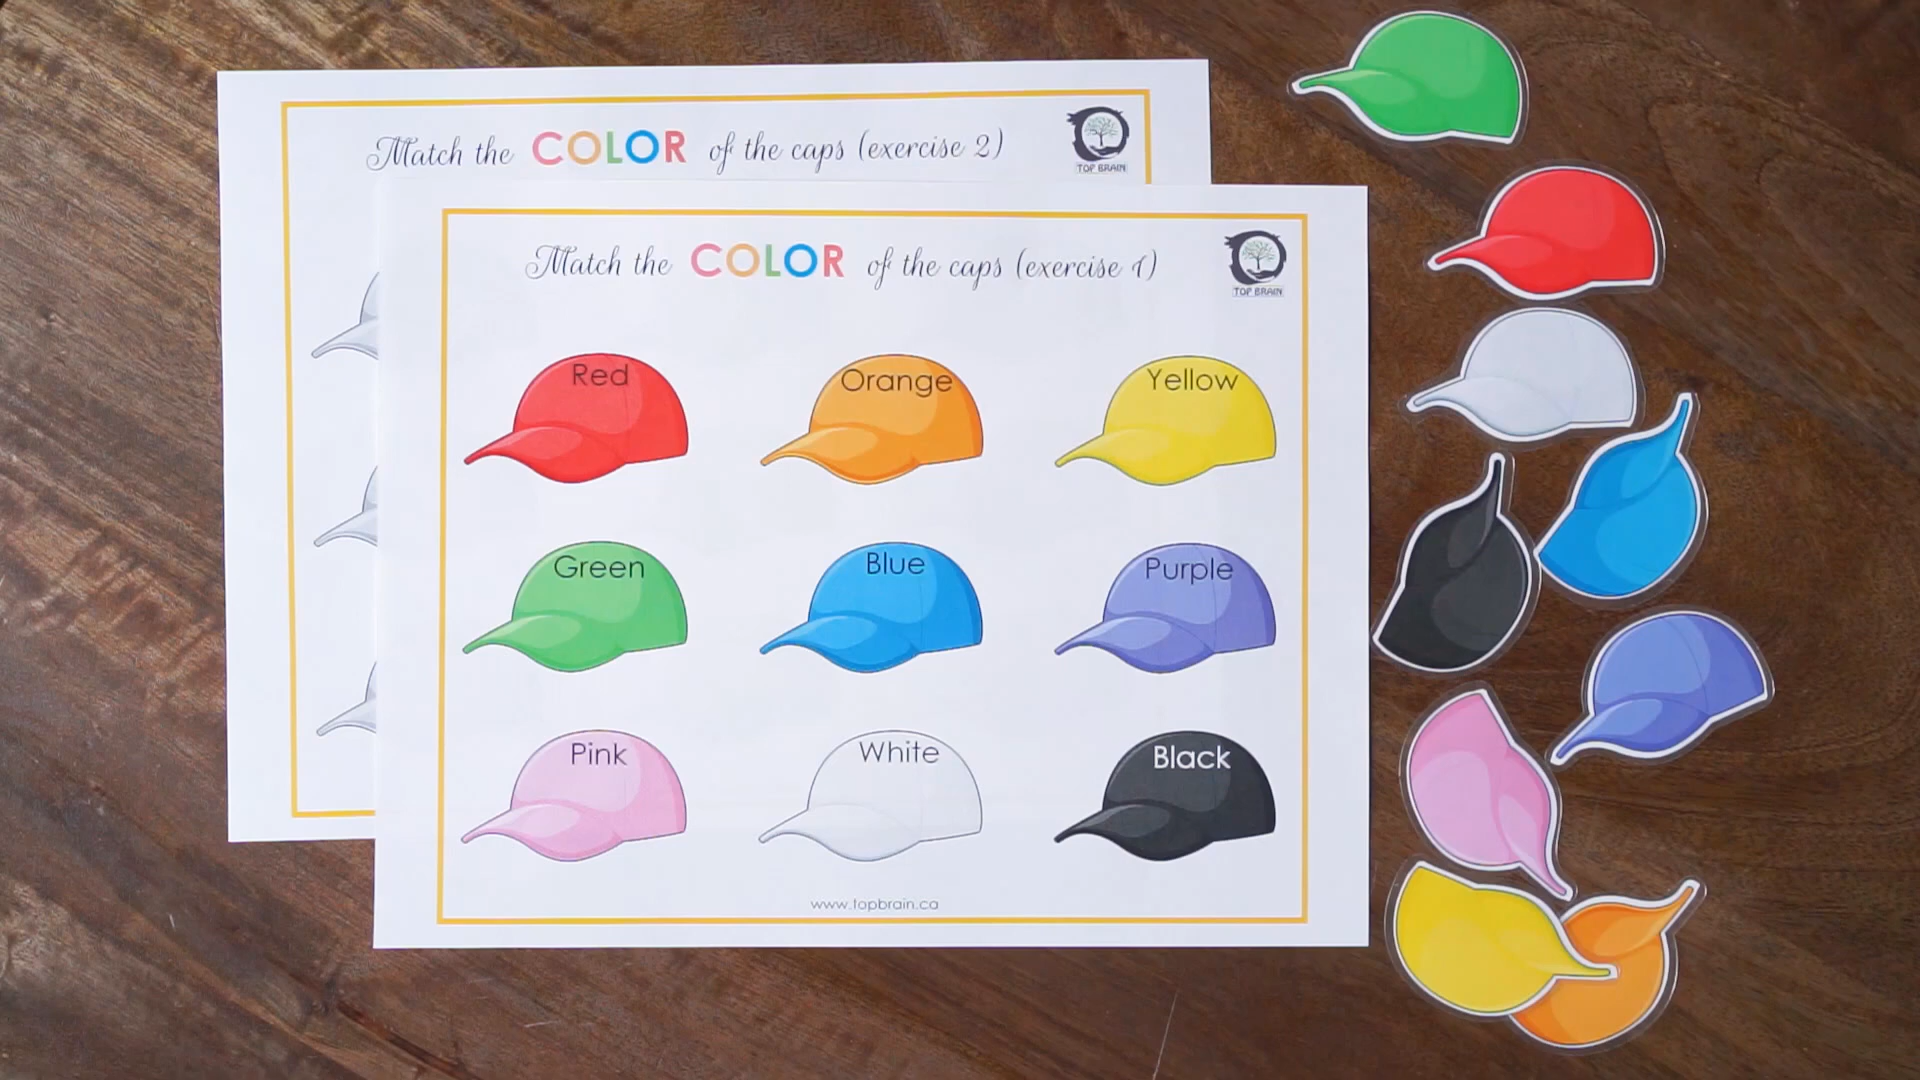 Match the COLOR of the caps (exercise 2)
TOP BRAIN
Match the COLOR of the caps (exercise 1)
TOP BRAIN
Red
Orange
Yellow
Green
Blue
Purple
Pink
White
Black
www.topbrain.ca